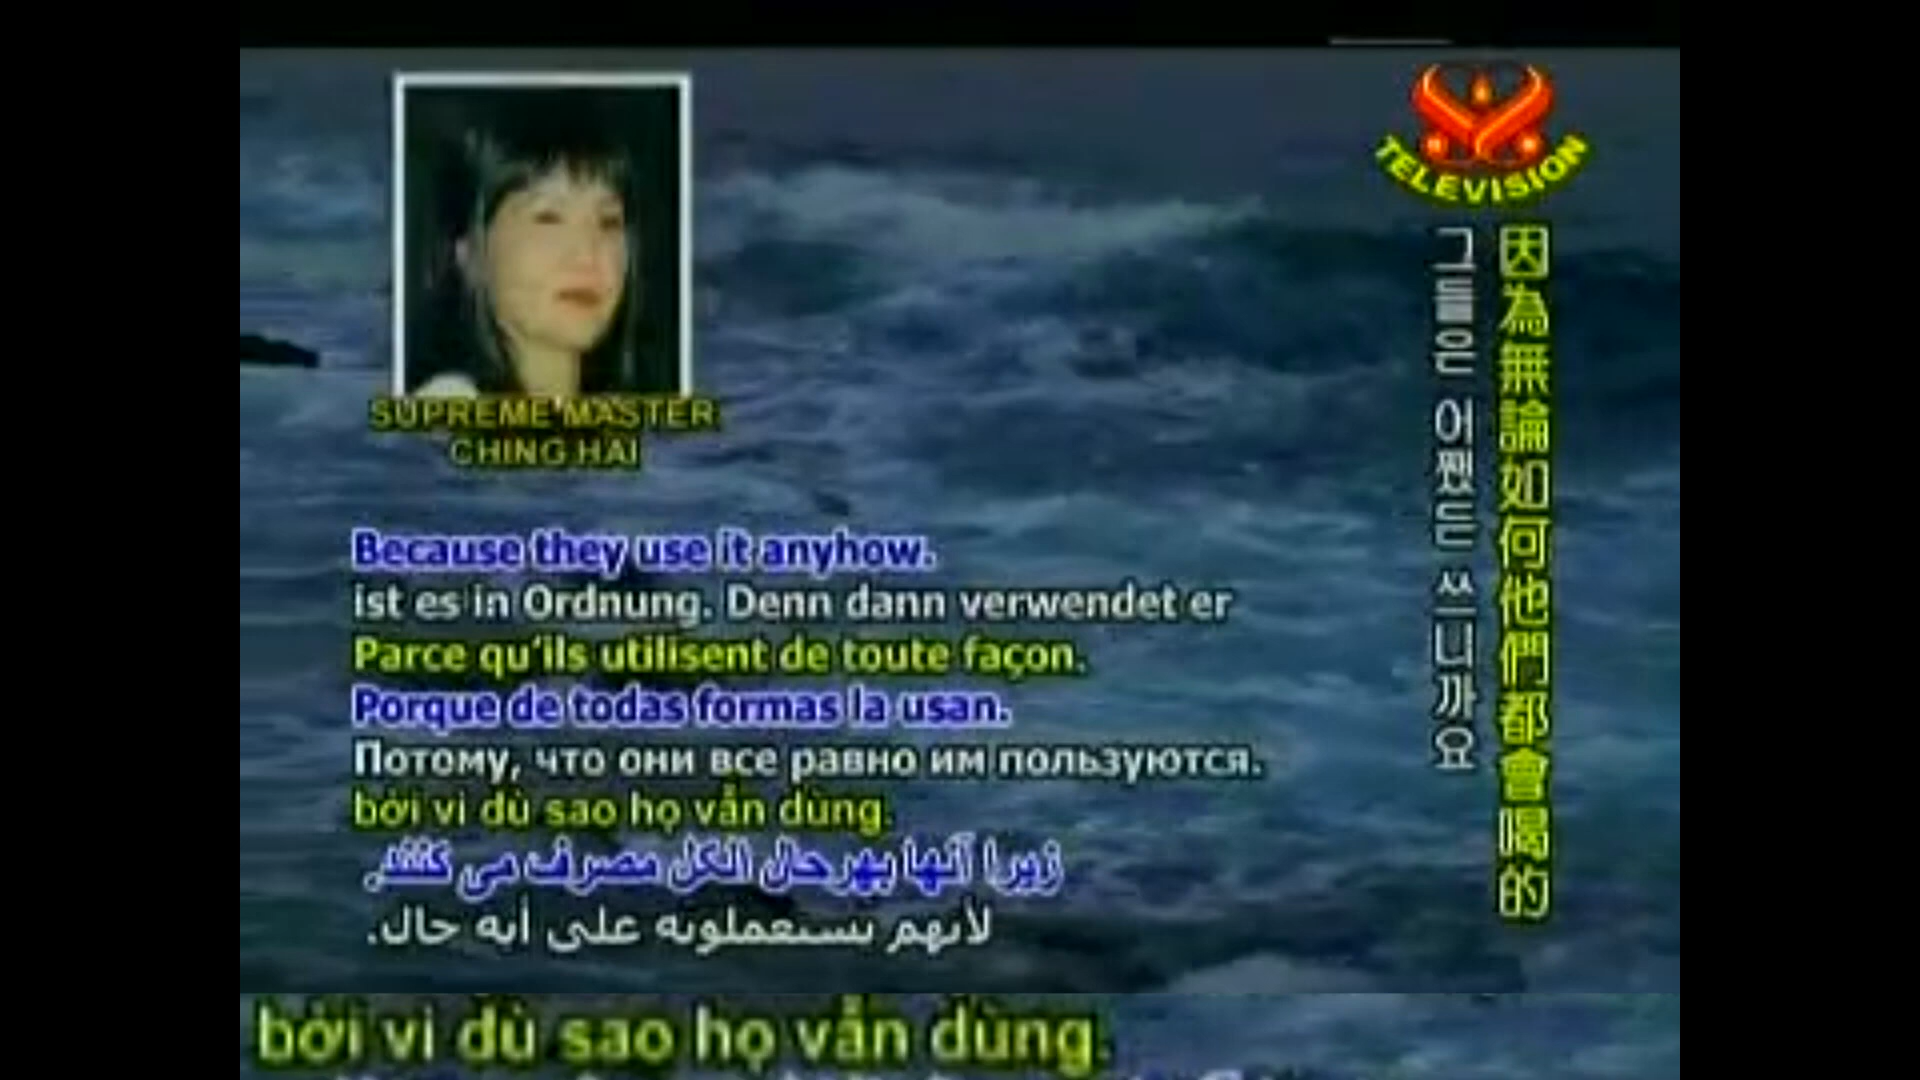 TELEVISION
SUPREME MASTER
CHING HAI
Because they use it anyhow.
ist es in Ordnung. Denn dann verwendet er
Parce qu'ils utilisent de toute façon.
Porque de todas formas la usan.
Потому, что они все равно им пользуются.
bởi vì dù sao họ vẫn dùng.
زیرا آنها بهرحال الکل مصرف می کنند.
لأنهم يستعملونه على أية حال.
因為無論如何他們都會喝的
그들은 어쨌든 쓰니까요
bởi vì dù sao họ vẫn dùng.